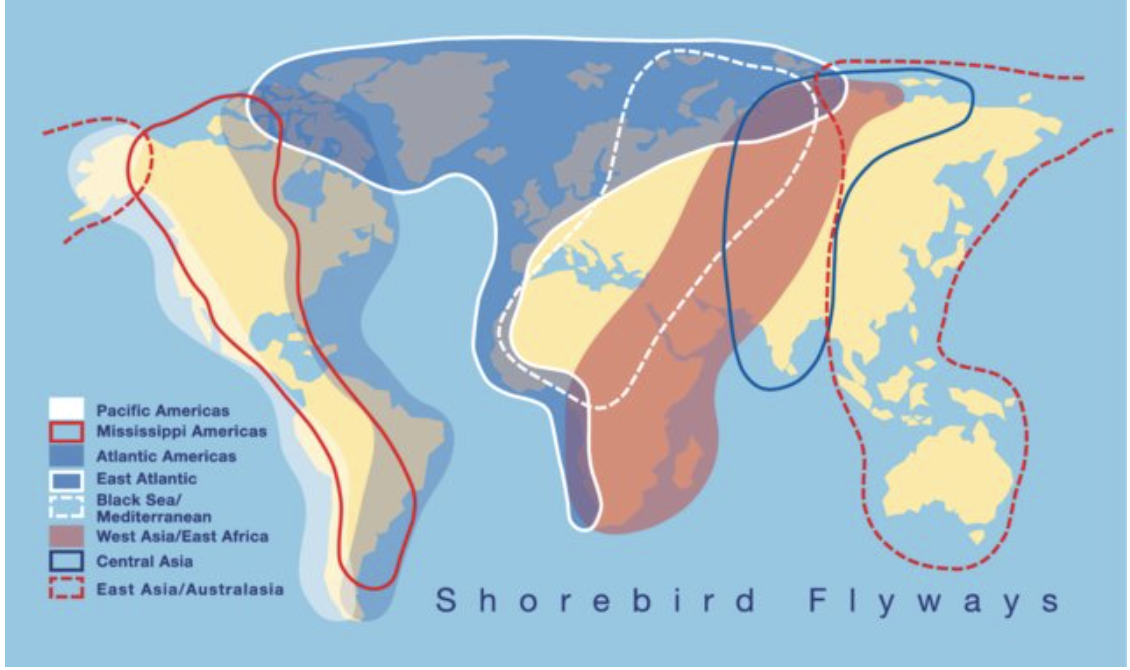 Pacific Americas
Mississippi Americas
Atlantic Americas
East Atlantic
Black Sea/
Mediterranean
West Asia/East Africa
Central Asia
East Asia/Australasia
Shorebird Flyways